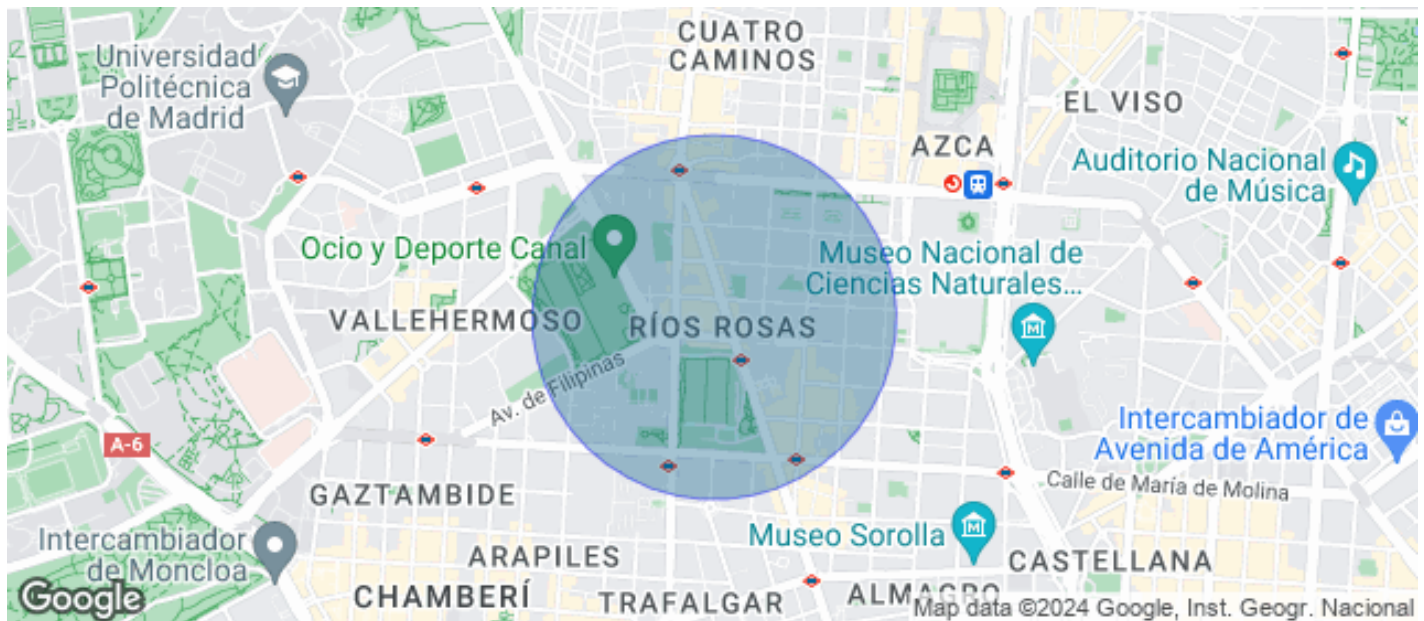 CUATRO
CAMINOS
Universidad
Politécnica
de Madrid
EL VISO
AZCA
Auditorio Nacional
de Música
Ocio y Deporte Canal
Museo Nacional de
Ciencias Naturales...
VALLEHERMOSO
RÍOS ROSAS
Av. de Filipinas
Intercambiador de
Avenida de América
A-6
GAZTAMBIDE
Calle de María de Molina
Intercambiador
de Moncloa
Museo Sorolla
ARAPILES
CASTELLANA
CHAMBERÍ
TRAFALGAR
ALMAGRO
Google
Map data ©2024 Google, Inst. Geogr. Nacional